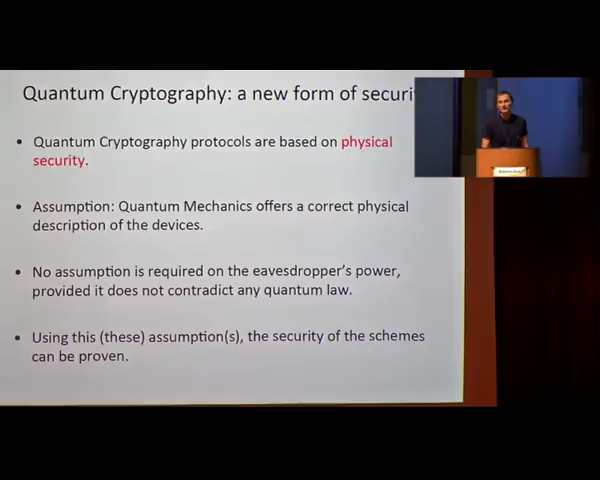 Quantum Cryptography: a new form of securi
• Quantum Cryptography protocols are based on physical
security.
• Assumption: Quantum Mechanics offers a correct physical
description of the devices.
• No assumption is required on the eavesdropper's power,
provided it does not contradict any quantum law.
• Using this (these) assumption(s), the security of the schemes
can be proven.